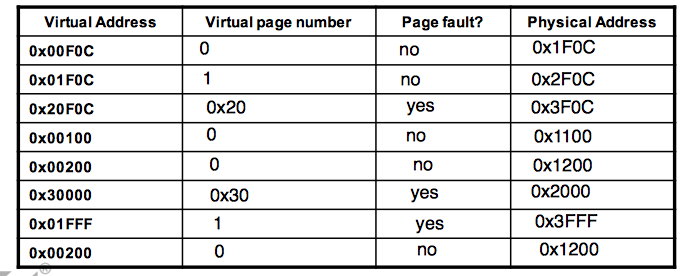 Virtual Address Virtual page number Page fault? Physical Address
0x00F0C 0 no 0x1F0C
0x01F0C 1 no 0x2F0C
0x20F0C 0x20 yes 0x3F0C
0x00100 0 no 0x1100
0x00200 0 no 0x1200
0x30000 0x30 yes 0x2000
0x01FFF 1 yes 0x3FFF
0x00200 0 no 0x1200